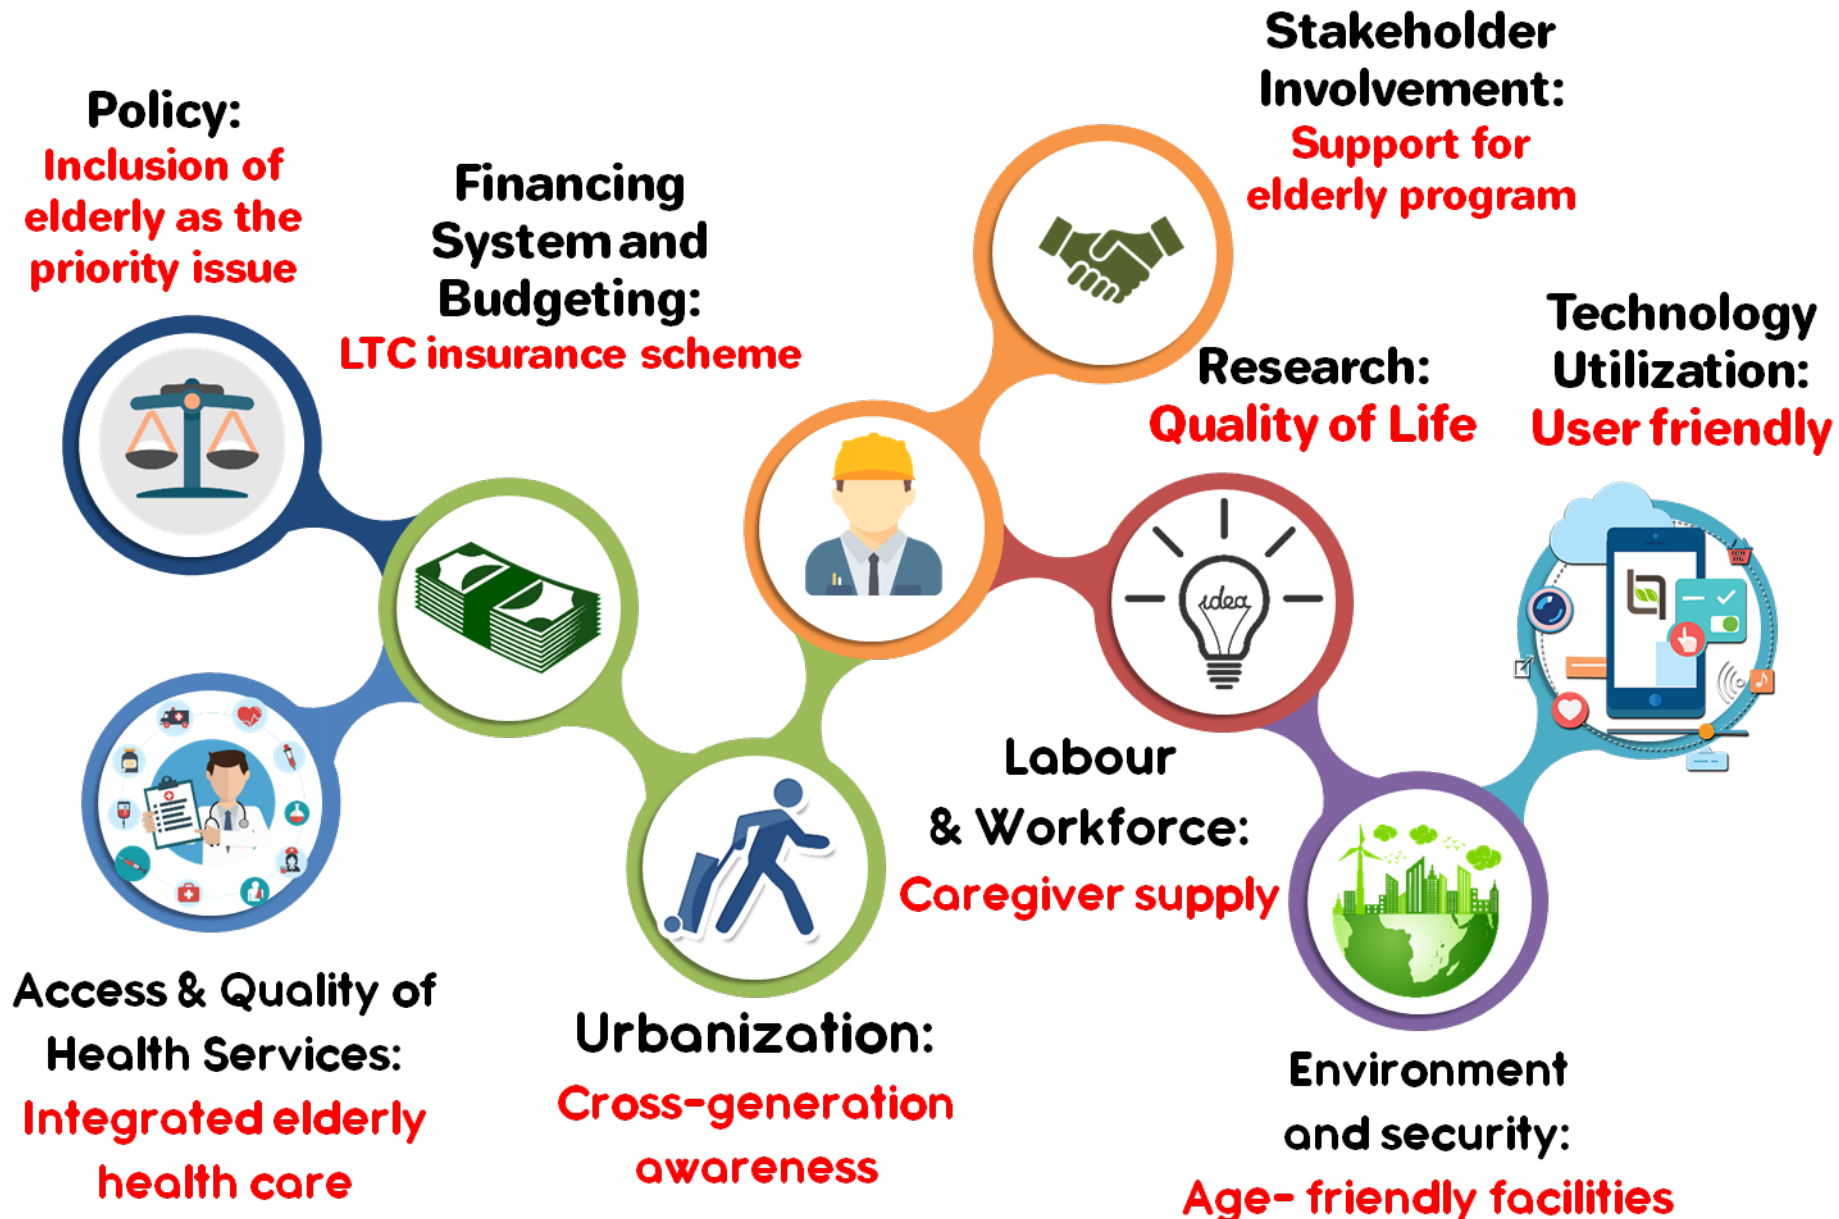 Policy:
Inclusion of
elderly as the
priority issue
Financing
System and
Budgeting:
LTC insurance scheme
Stakeholder
Involvement:
Support for
elderly program
Research:
Quality of Life
Technology
Utilization:
User friendly
idea
Labour
& Workforce:
Caregiver supply
Access & Quality of
Health Services:
Integrated elderly
health care
Urbanization:
Cross-generation
awareness
Environment
and security:
Age- friendly facilities